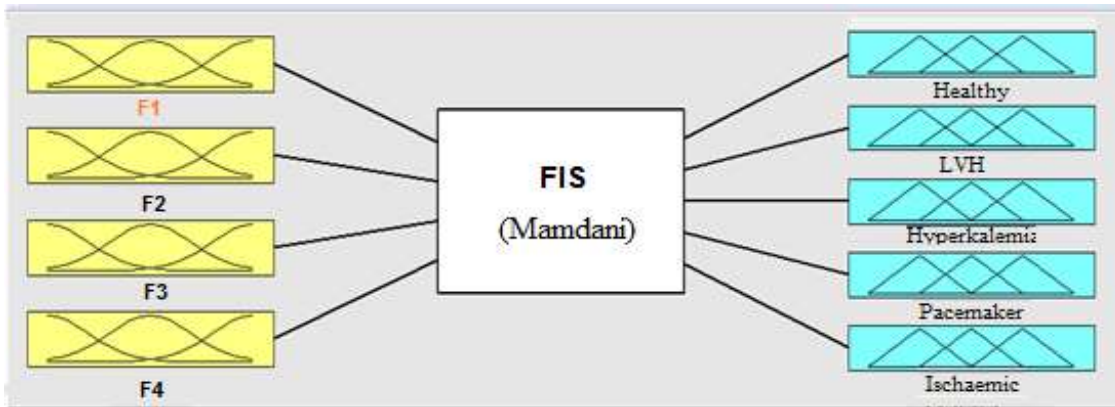 F1
F2
F3
F4
FIS
(Mamdani)
Healthy
LVH
Hyperkalemia
Pacemaker
Ischaemic